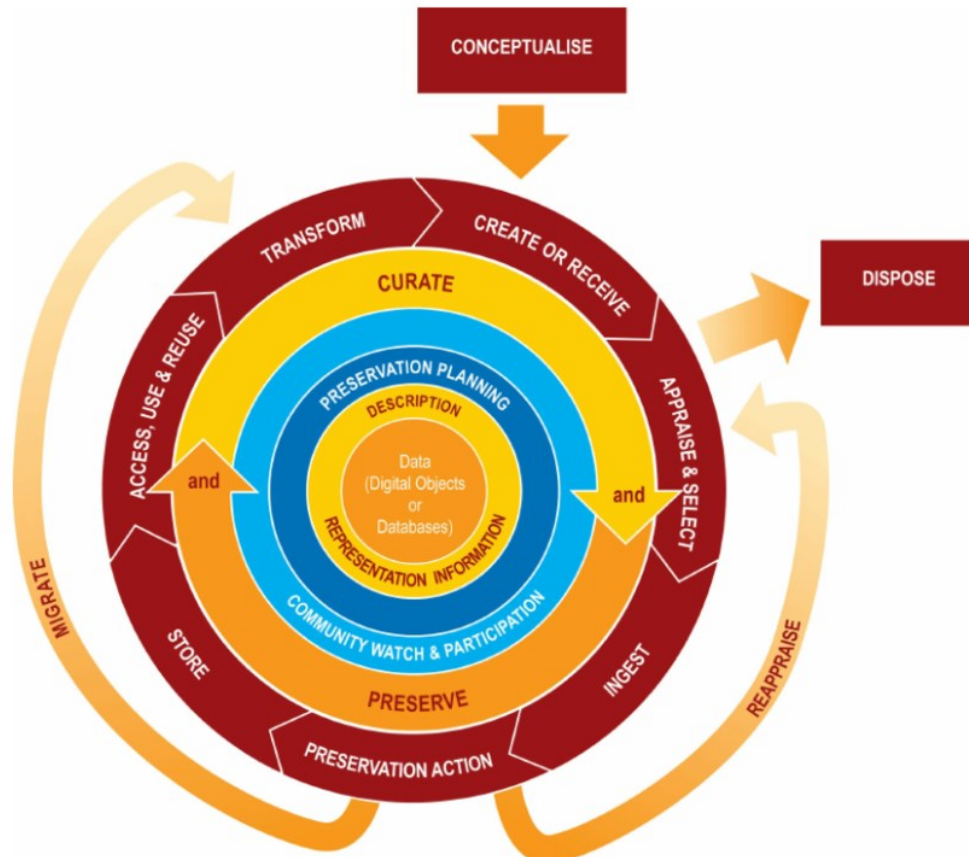 CONCEPTUALISE
DISPOSE
TRANSFORM
CREATE OR RECEIVE
APPRAISE & SELECT
INGEST
PRESERVATION ACTION
STORE
ACCESS, USE & REUSE
CURATE
and
PRESERVE
and
PRESERVATION PLANNING
COMMUNITY WATCH & PARTICIPATION
DESCRIPTION
REPRESENTATION INFORMATION
Data
(Digital Objects
or
Databases)
MIGRATE
REAPPRAISE